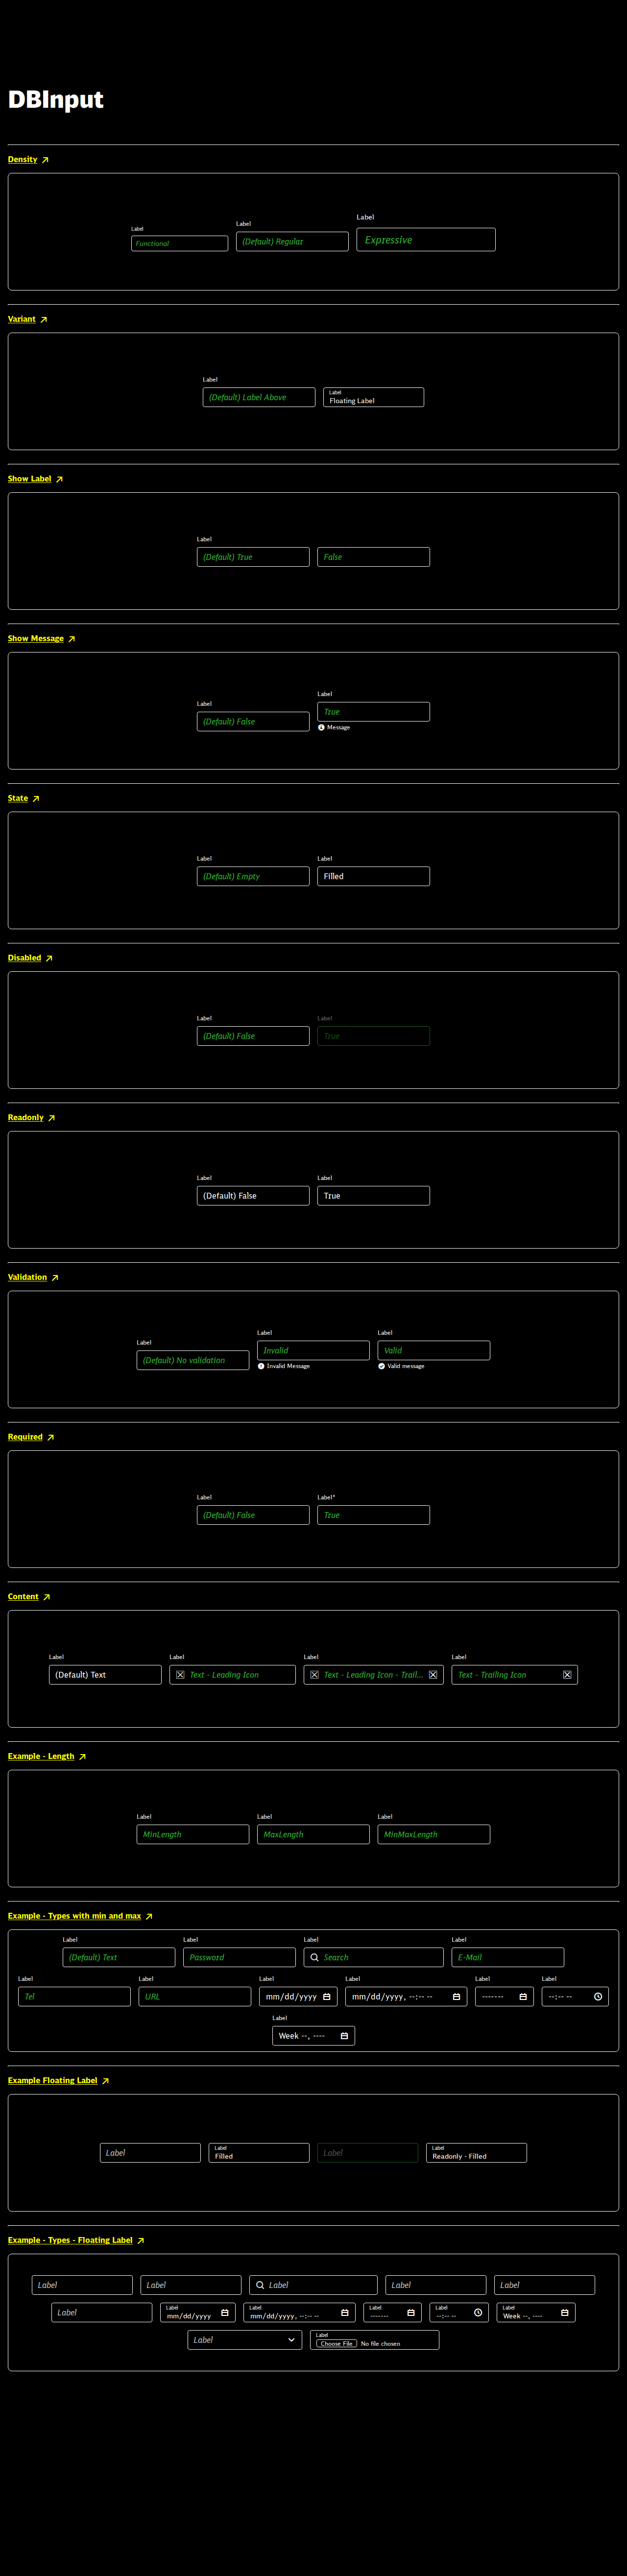 DBInput
Density
Label Label Label
Functional (Default) Regular Expressive
Variant
Label Label
(Default) Label Above Floating Label
Show Label
Label
(Default) True False
Show Message
Label Label
(Default) False True
Message
State
Label Label
(Default) Empty Filled
Disabled
Label Label
(Default) False True
Readonly
Label Label
(Default) False True
Validation
Label Label Label
(Default) No validation Invalid Valid
Invalid Message Valid message
Required
Label Label*
(Default) False True
Content
Label Label Label Label
(Default) Text Text - Leading Icon Text - Leading Icon - Trail... Text - Trailing Icon
Example - Length
Label Label Label
MinLength MaxLength MinMaxLength
Example - Types with min and max
Label Label Label Label
(Default) Text Password Search E-Mail
Label Label Label Label Label Label
Tel URL mm/dd/yyyy mm/dd/yyyy, --:-- -- ------- --:-- --
Label
Week --, ----
Example Floating Label
Label Label Filled Label Label Readonly - Filled
Example - Types - Floating Label
Label Label Label Label Label
Label Label Label Label Label Label
mm/dd/yyyy mm/dd/yyyy, --:-- -- ------- --:-- -- Week --, ----
Label Label
Choose File No file chosen